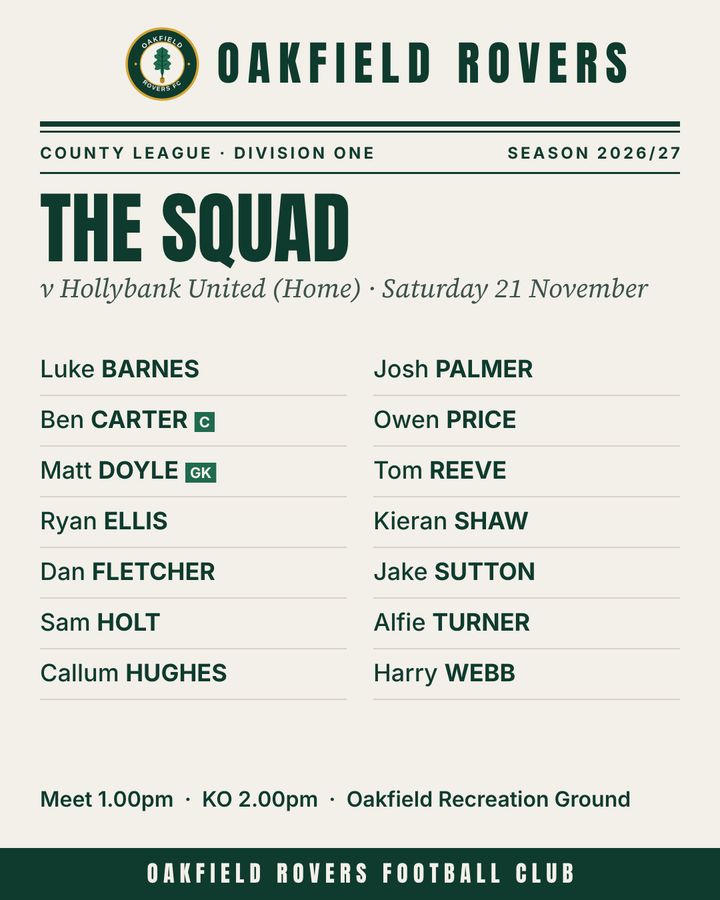 OAKFIELD
ROVERS FC
OAKFIELD ROVERS
COUNTY LEAGUE · DIVISION ONE
SEASON 2026/27
THE SQUAD
v Hollybank United (Home) · Saturday 21 November
Luke BARNES
Ben CARTER C
Matt DOYLE GK
Ryan ELLIS
Dan FLETCHER
Sam HOLT
Callum HUGHES
Josh PALMER
Owen PRICE
Tom REEVE
Kieran SHAW
Jake SUTTON
Alfie TURNER
Harry WEBB
Meet 1.00pm · KO 2.00pm · Oakfield Recreation Ground
OAKFIELD ROVERS FOOTBALL CLUB